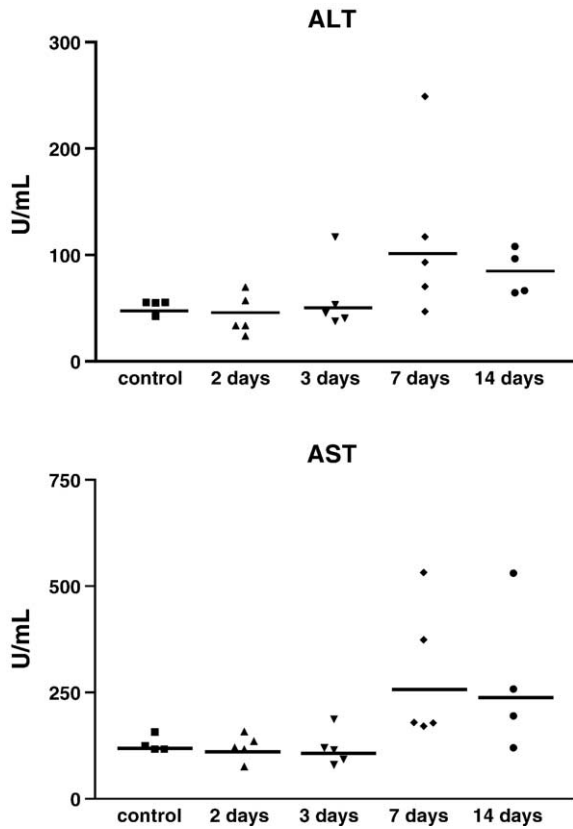 ALT
300
200
100
0
U/mL
control 2 days 3 days 7 days 14 days
AST
750
500
250
0
U/mL
control 2 days 3 days 7 days 14 days